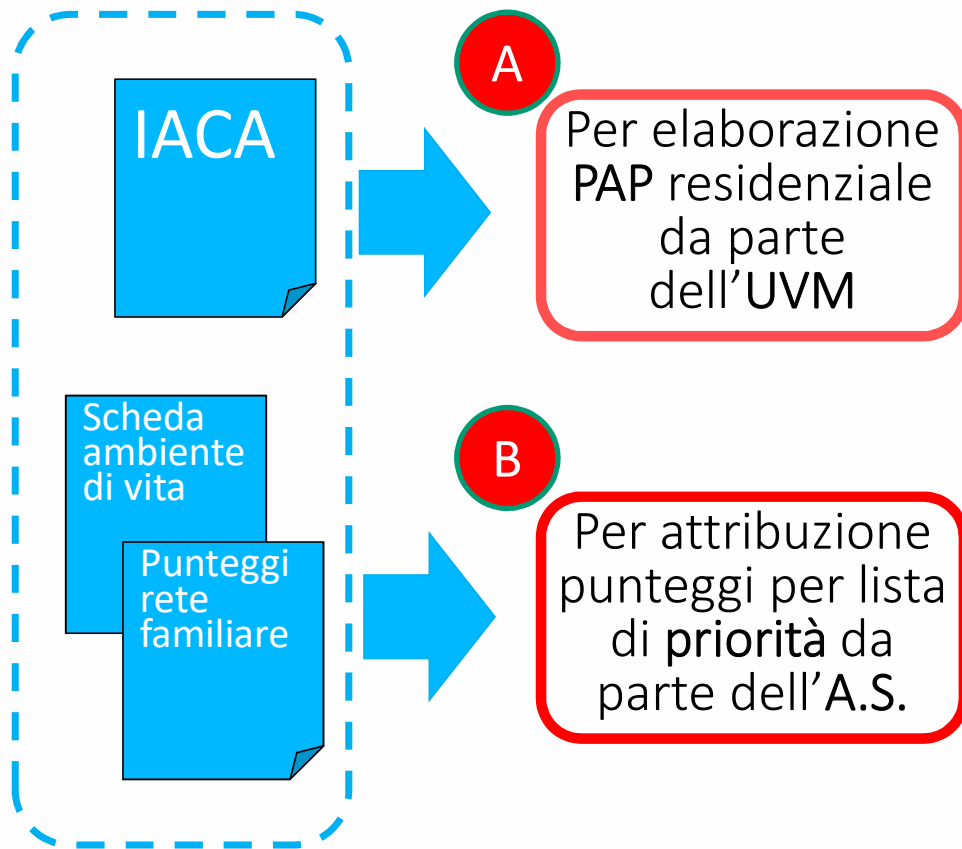 IACA
A
Per elaborazione
PAP residenziale
da parte
dell’UVM
Scheda
ambiente
di vita
Punteggi
rete
familiare
B
Per attribuzione
punteggi per lista
di priorità da
parte dell’A.S.